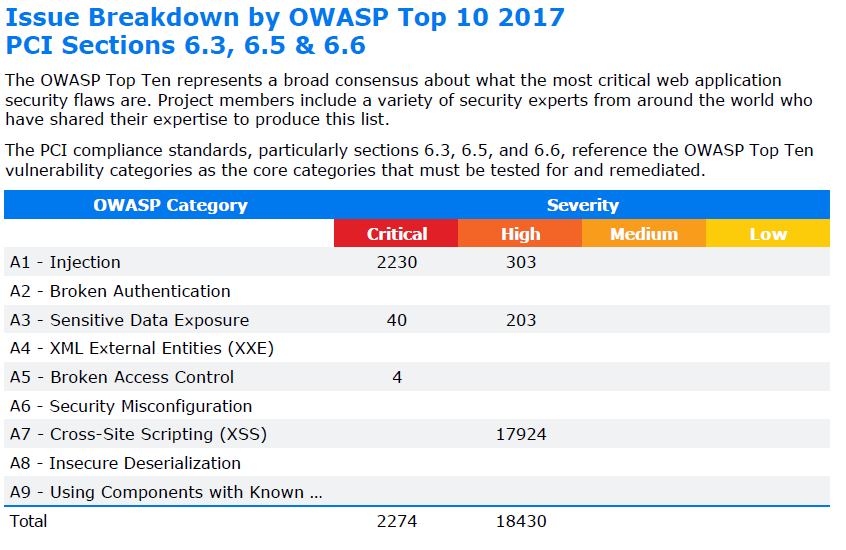 Issue Breakdown by OWASP Top 10 2017
PCI Sections 6.3, 6.5 & 6.6
The OWASP Top Ten represents a broad consensus about what the most critical web application
security flaws are. Project members include a variety of security experts from around the world who
have shared their expertise to produce this list.
The PCI compliance standards, particularly sections 6.3, 6.5, and 6.6, reference the OWASP Top Ten
vulnerability categories as the core categories that must be tested for and remediated.
OWASP Category Severity
Critical High Medium Low
A1 - Injection 2230 303
A2 - Broken Authentication
A3 - Sensitive Data Exposure 40 203
A4 - XML External Entities (XXE)
A5 - Broken Access Control 4
A6 - Security Misconfiguration
A7 - Cross-Site Scripting (XSS) 17924
A8 - Insecure Deserialization
A9 - Using Components with Known ...
Total 2274 18430